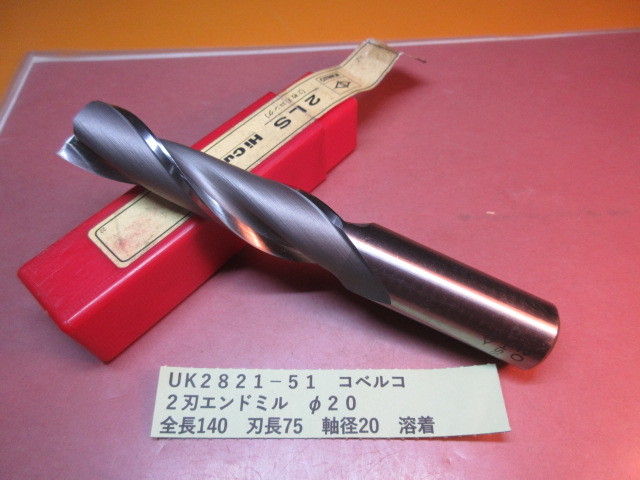 2LS HiCu
UK2821-51 コベルコ
2刃エンドミル φ20
全長140 刃長75 軸径20 溶着